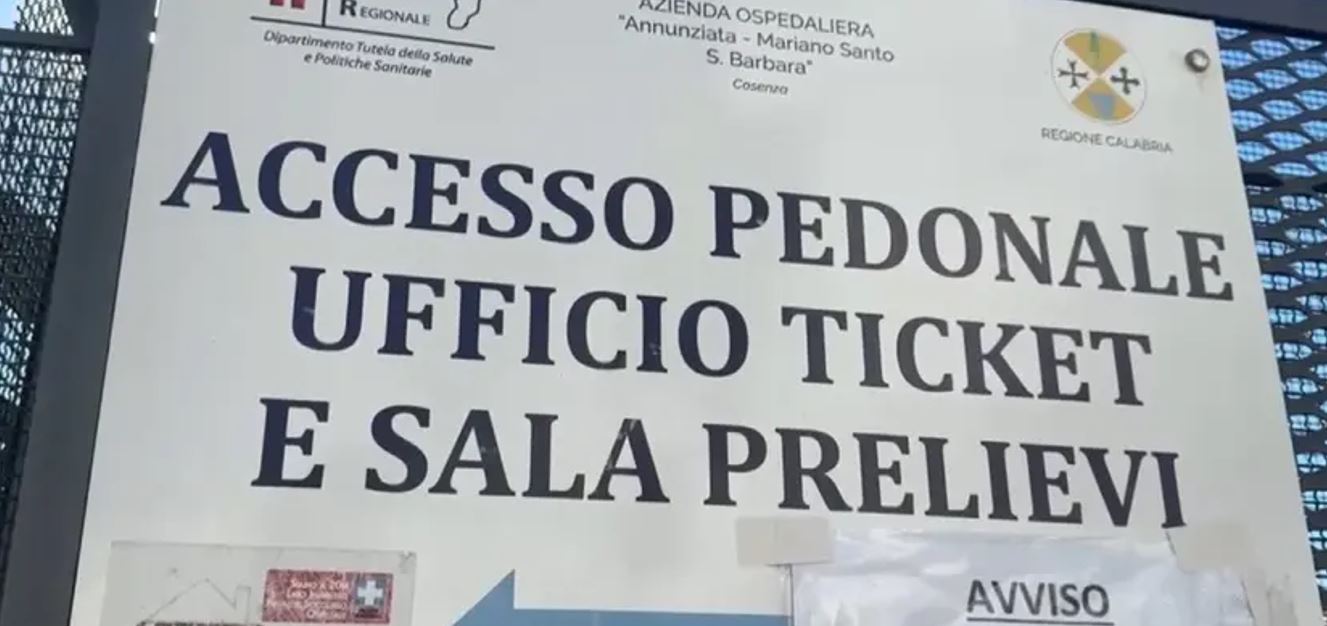 REGIONALE
Dipartimento Tutela della Salute
e Politiche Sanitarie
AZIENDA OSPEDALIERA
"Annunziata - Mariano Santo
S. Barbara"
Cosenza
REGIONE CALABRIA
ACCESSO PEDONALE
UFFICIO TICKET
E SALA PRELIEVI
AVVISO